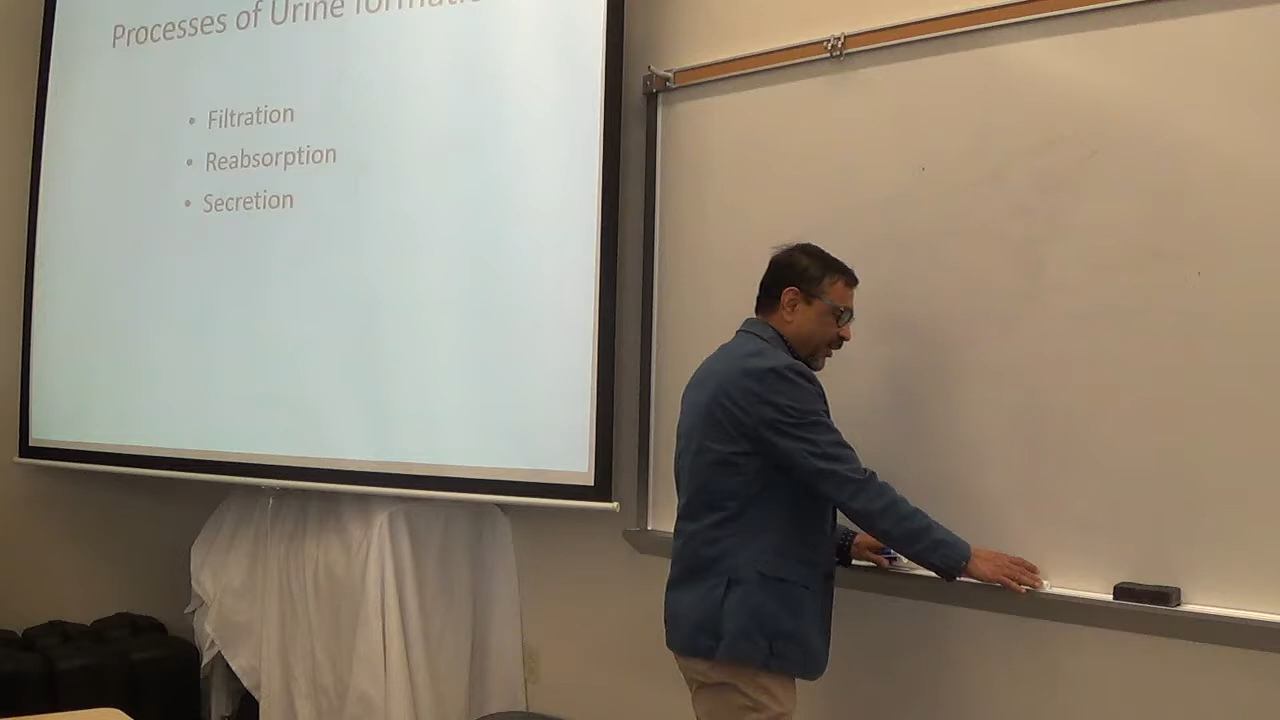 Processes of Urine formatio
• Filtration
• Reabsorption
• Secretion